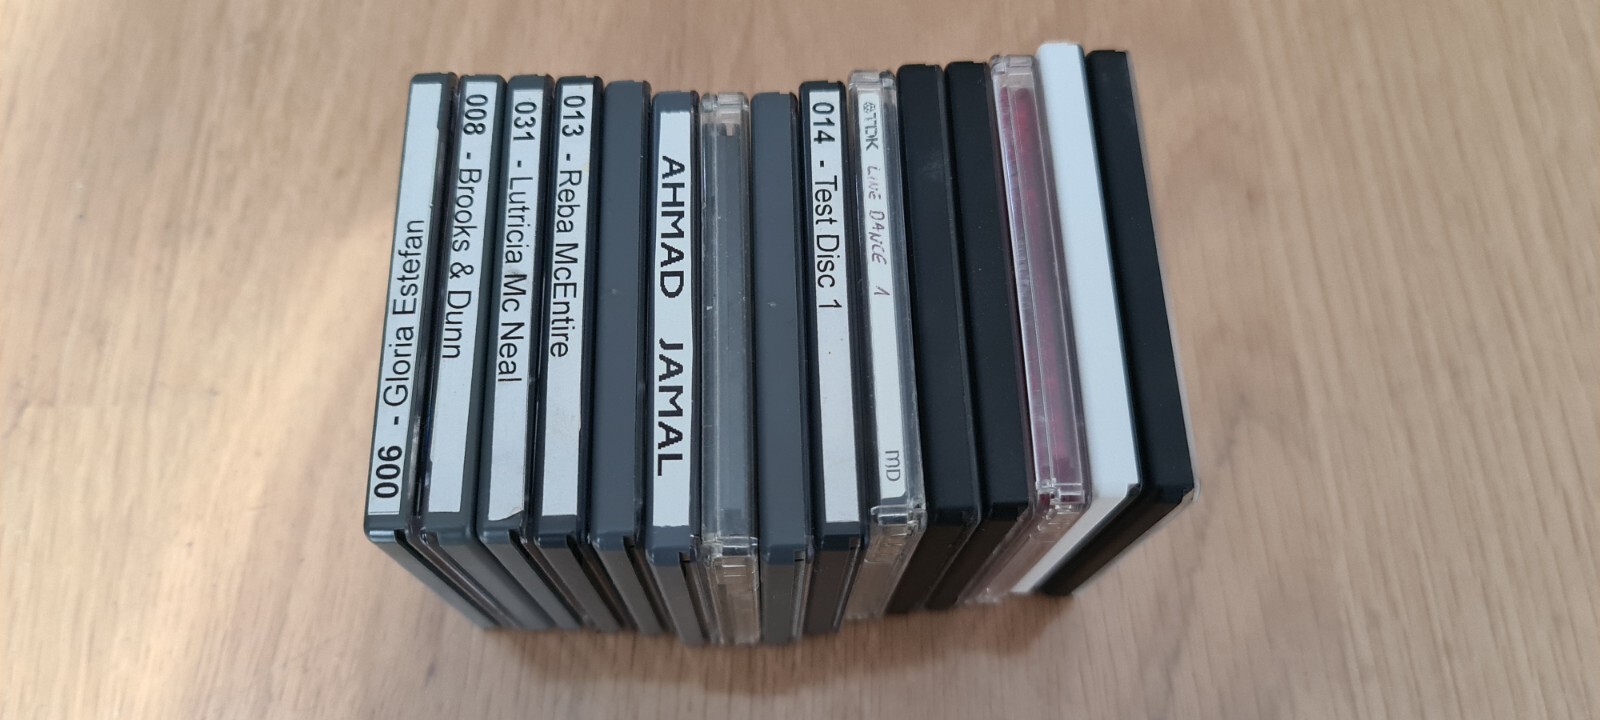 006 - Gloria Estefan
008 - Brooks & Dunn
031 - Lutricia Mc Neal
013 - Reba McEntire
AHMAD JAMAL
014 - Test Disc 1
TDK LINE DANCE 1 MD